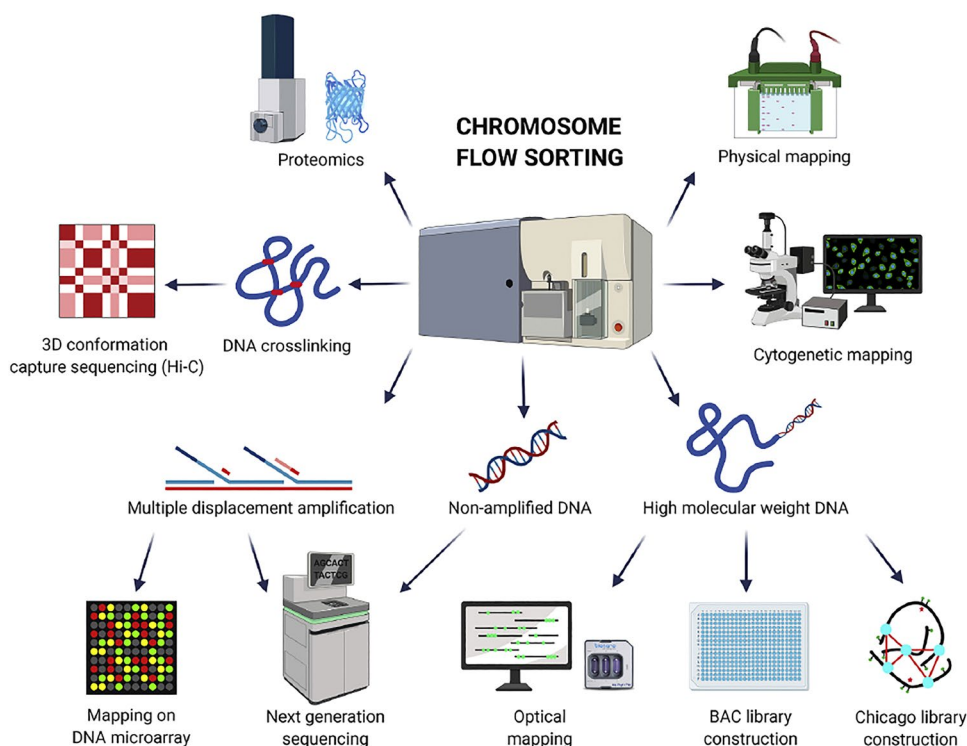 CHROMOSOME
FLOW SORTING
Proteomics
Physical mapping
3D conformation
capture sequencing (Hi-C)
DNA crosslinking
Cytogenetic mapping
Multiple displacement amplification
Non-amplified DNA
High molecular weight DNA
AGCACT
TACTCG
Mapping on
DNA microarray
Next generation
sequencing
Optical
mapping
BAC library
construction
Chicago library
construction